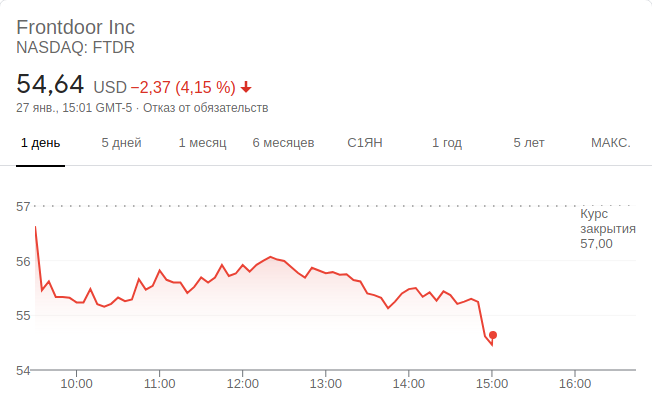 Frontdoor Inc
NASDAQ: FTDR
54,64 USD −2,37 (4,15 %)
27 янв., 15:01 GMT-5 · Отказ от обязательств
1 день 5 дней 1 месяц 6 месяцев С1ЯН 1 год 5 лет МАКС.
57
Курс
закрытия
57,00
56
55
54
10:00 11:00 12:00 13:00 14:00 15:00 16:00